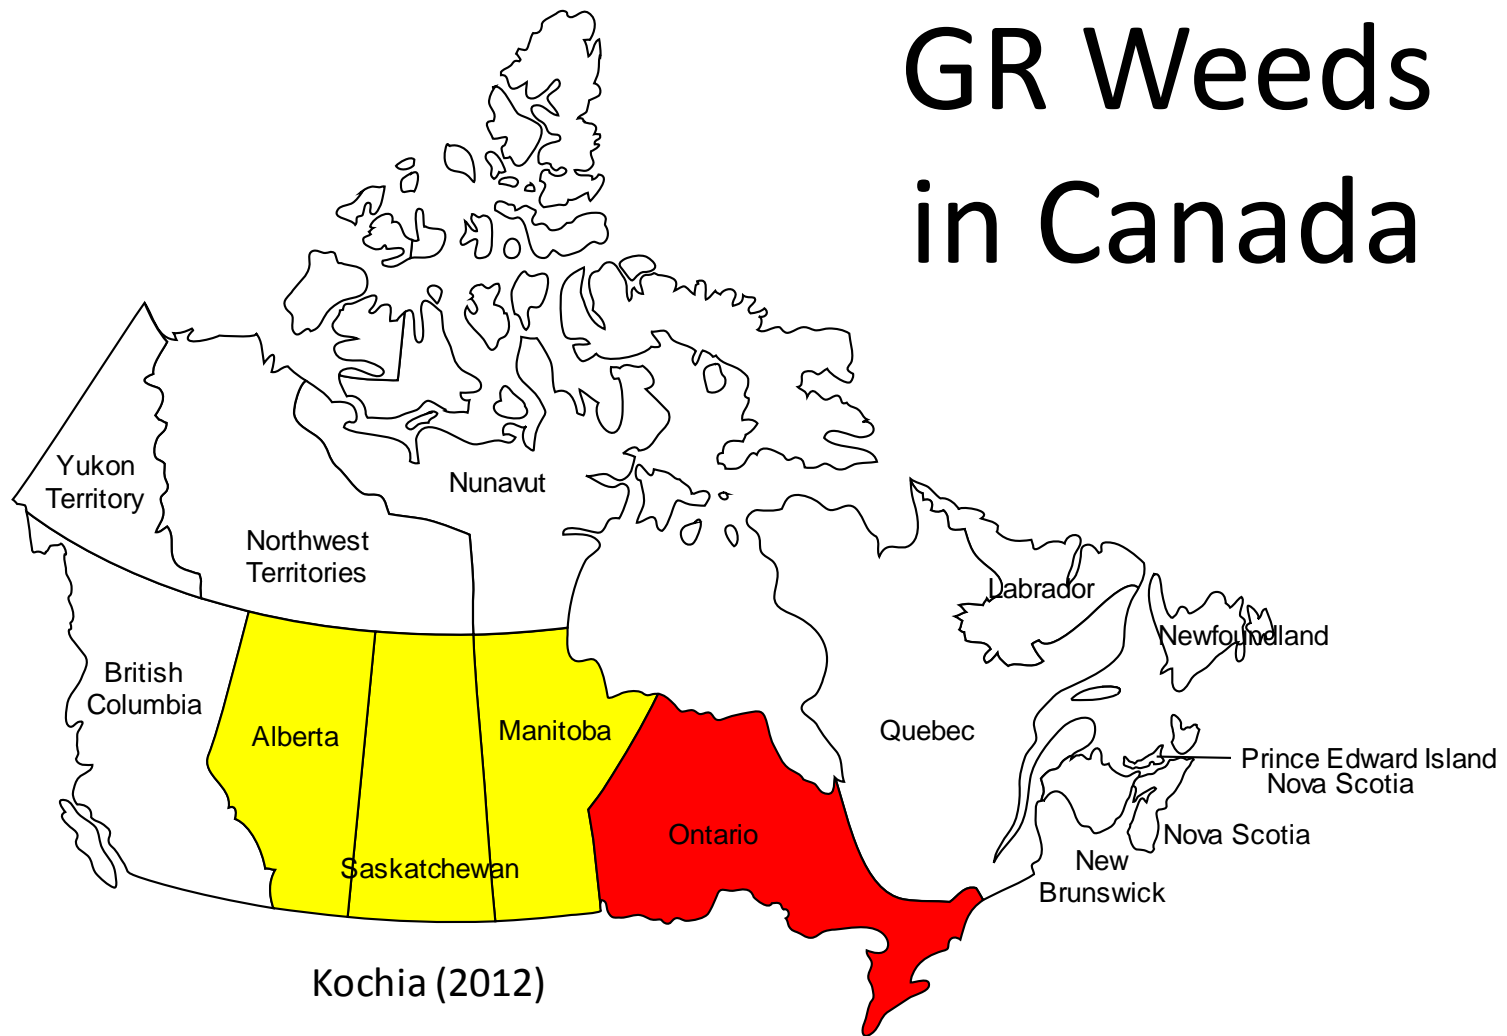 GR Weeds
in Canada
Yukon
Territory
Nunavut
Northwest
Territories
Labrador
Newfoundland
British
Columbia
Alberta
Manitoba
Quebec
Prince Edward Island
Nova Scotia
Ontario
Nova Scotia
Saskatchewan
New
Brunswick
Kochia (2012)